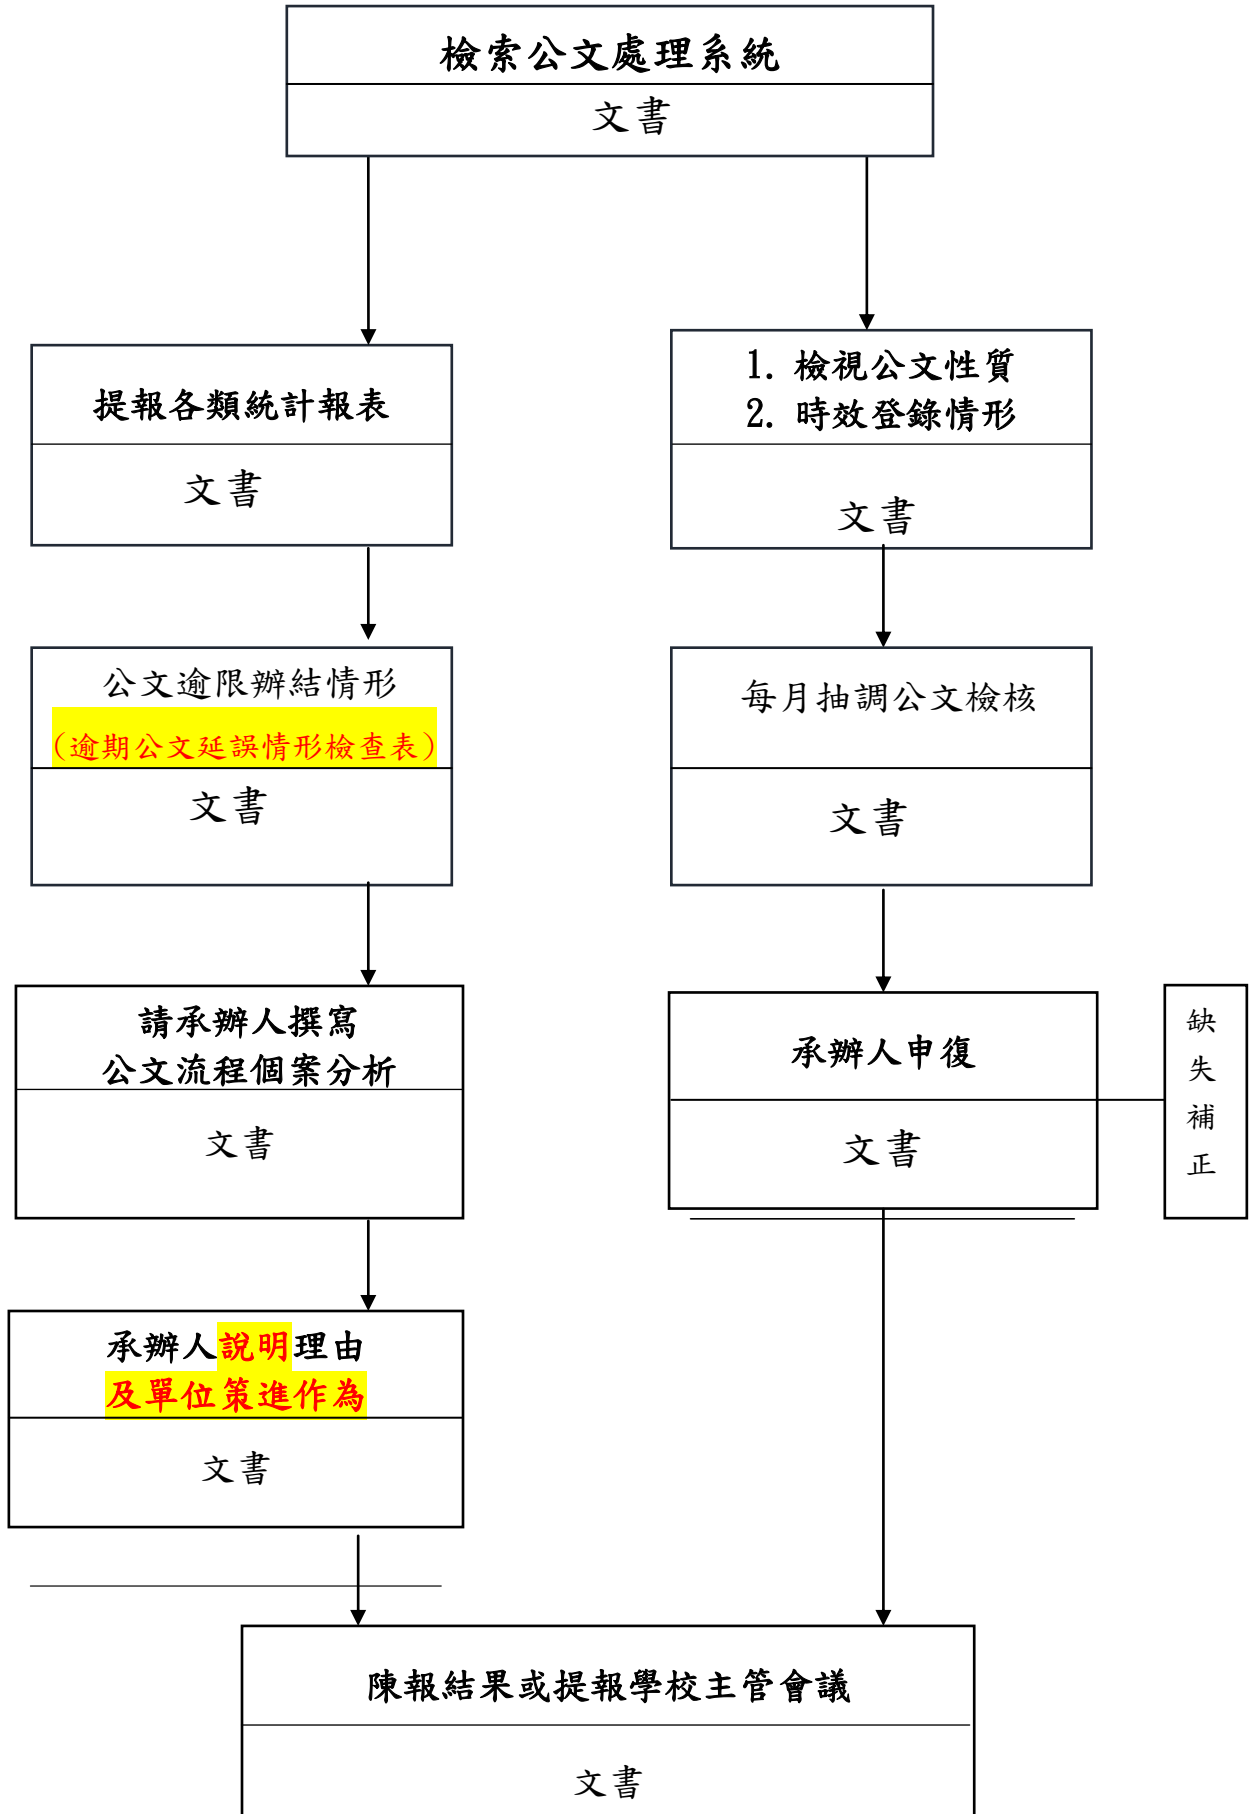 檢索公文處理系統
文書
提報各類統計報表
文書
1. 檢視公文性質
2. 時效登錄情形
文書
公文逾限辦結情形
(逾期公文延誤情形檢查表)
文書
每月抽調公文檢核
文書
請承辦人撰寫
公文流程個案分析
文書
承辦人申復
文書
缺
失
補
正
承辦人說明理由
及單位策進作為
文書
陳報結果或提報學校主管會議
文書